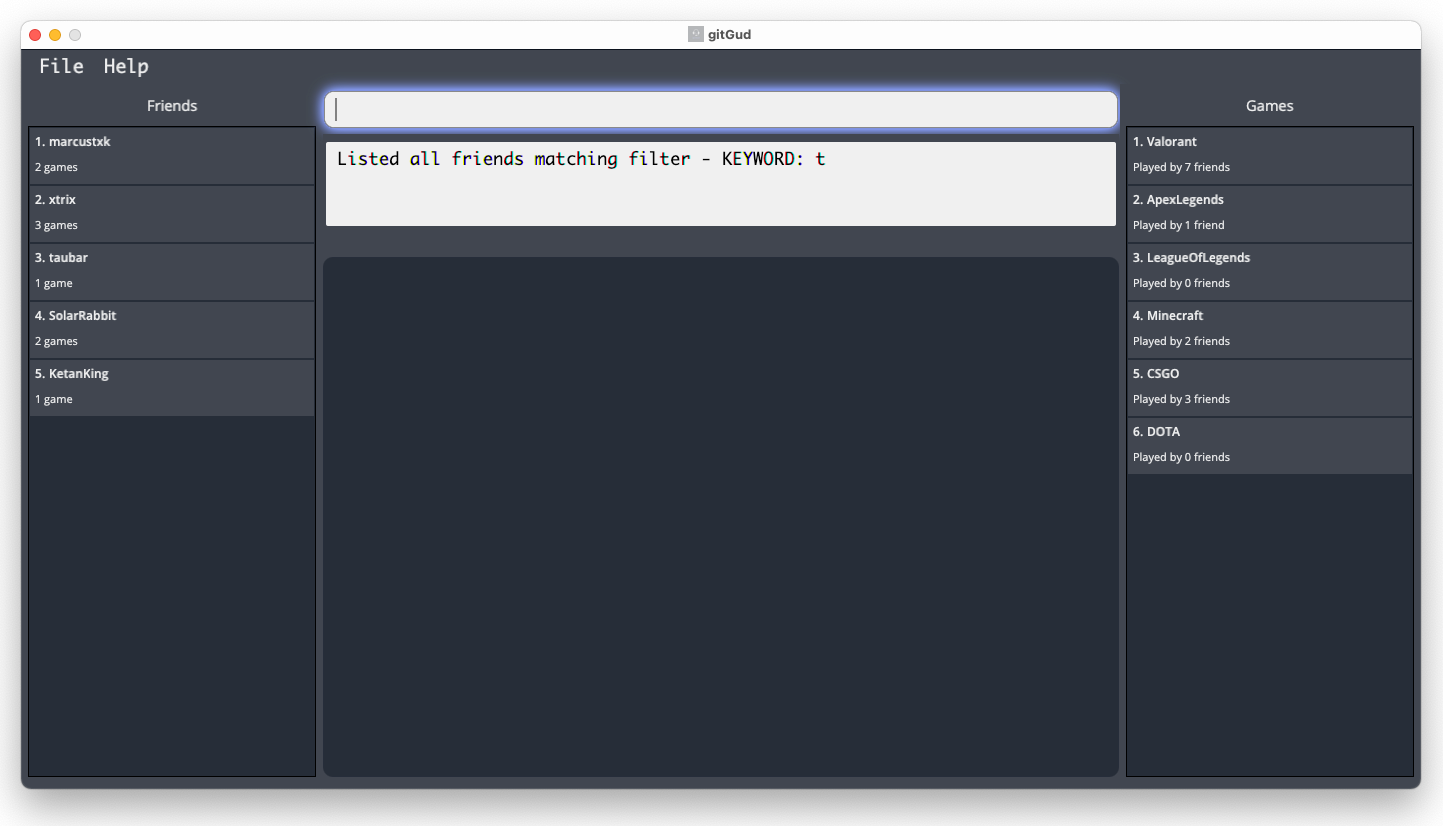 gitGud
File Help
Friends
1. marcustxk
2 games
2. xtrix
3 games
3. taubar
1 game
4. SolarRabbit
2 games
5. KetanKing
1 game
Listed all friends matching filter - KEYWORD: t
Games
1. Valorant
Played by 7 friends
2. ApexLegends
Played by 1 friend
3. LeagueOfLegends
Played by 0 friends
4. Minecraft
Played by 2 friends
5. CSGO
Played by 3 friends
6. DOTA
Played by 0 friends